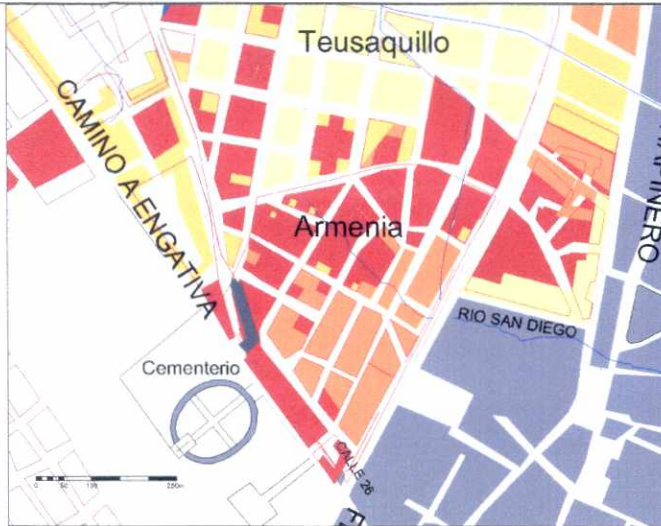 Teusaquillo
CAMINO A ENGATIVA
Armenia
RIO SAN DIEGO
Cementerio
CALLE 26